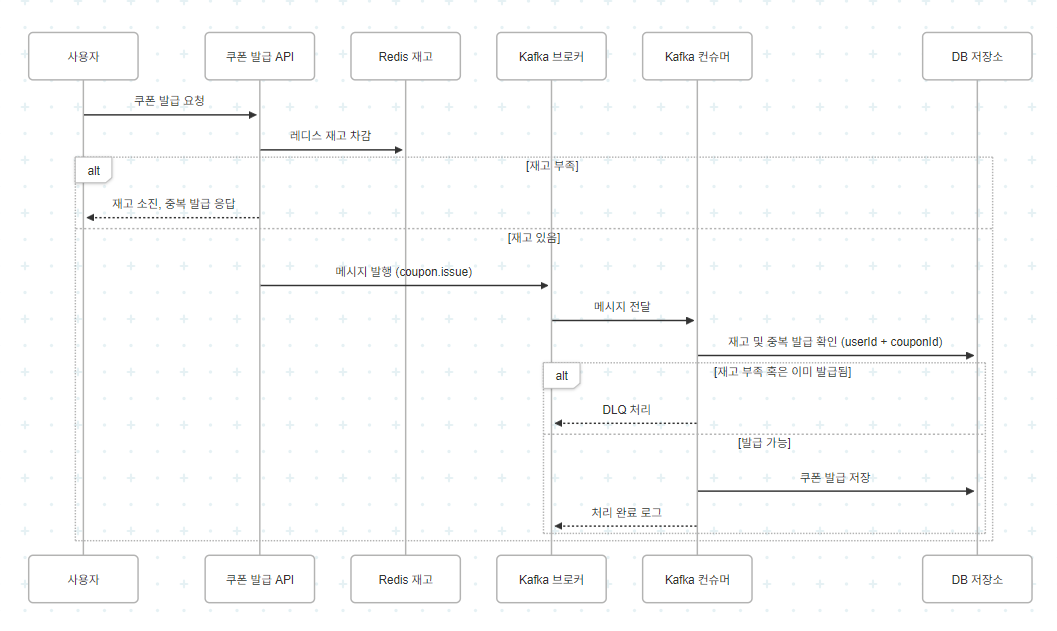 사용자
쿠폰 발급 API
Redis 재고
Kafka 브로커
Kafka 컨슈머
DB 저장소
쿠폰 발급 요청
레디스 재고 차감
alt
[재고 부족]
재고 소진, 중복 발급 응답
[재고 있음]
메시지 발행 (coupon.issue)
메시지 전달
재고 및 중복 발급 확인 (userId + couponId)
alt
[재고 부족 혹은 이미 발급됨]
DLQ 처리
[발급 가능]
쿠폰 발급 저장
처리 완료 로그
사용자
쿠폰 발급 API
Redis 재고
Kafka 브로커
Kafka 컨슈머
DB 저장소